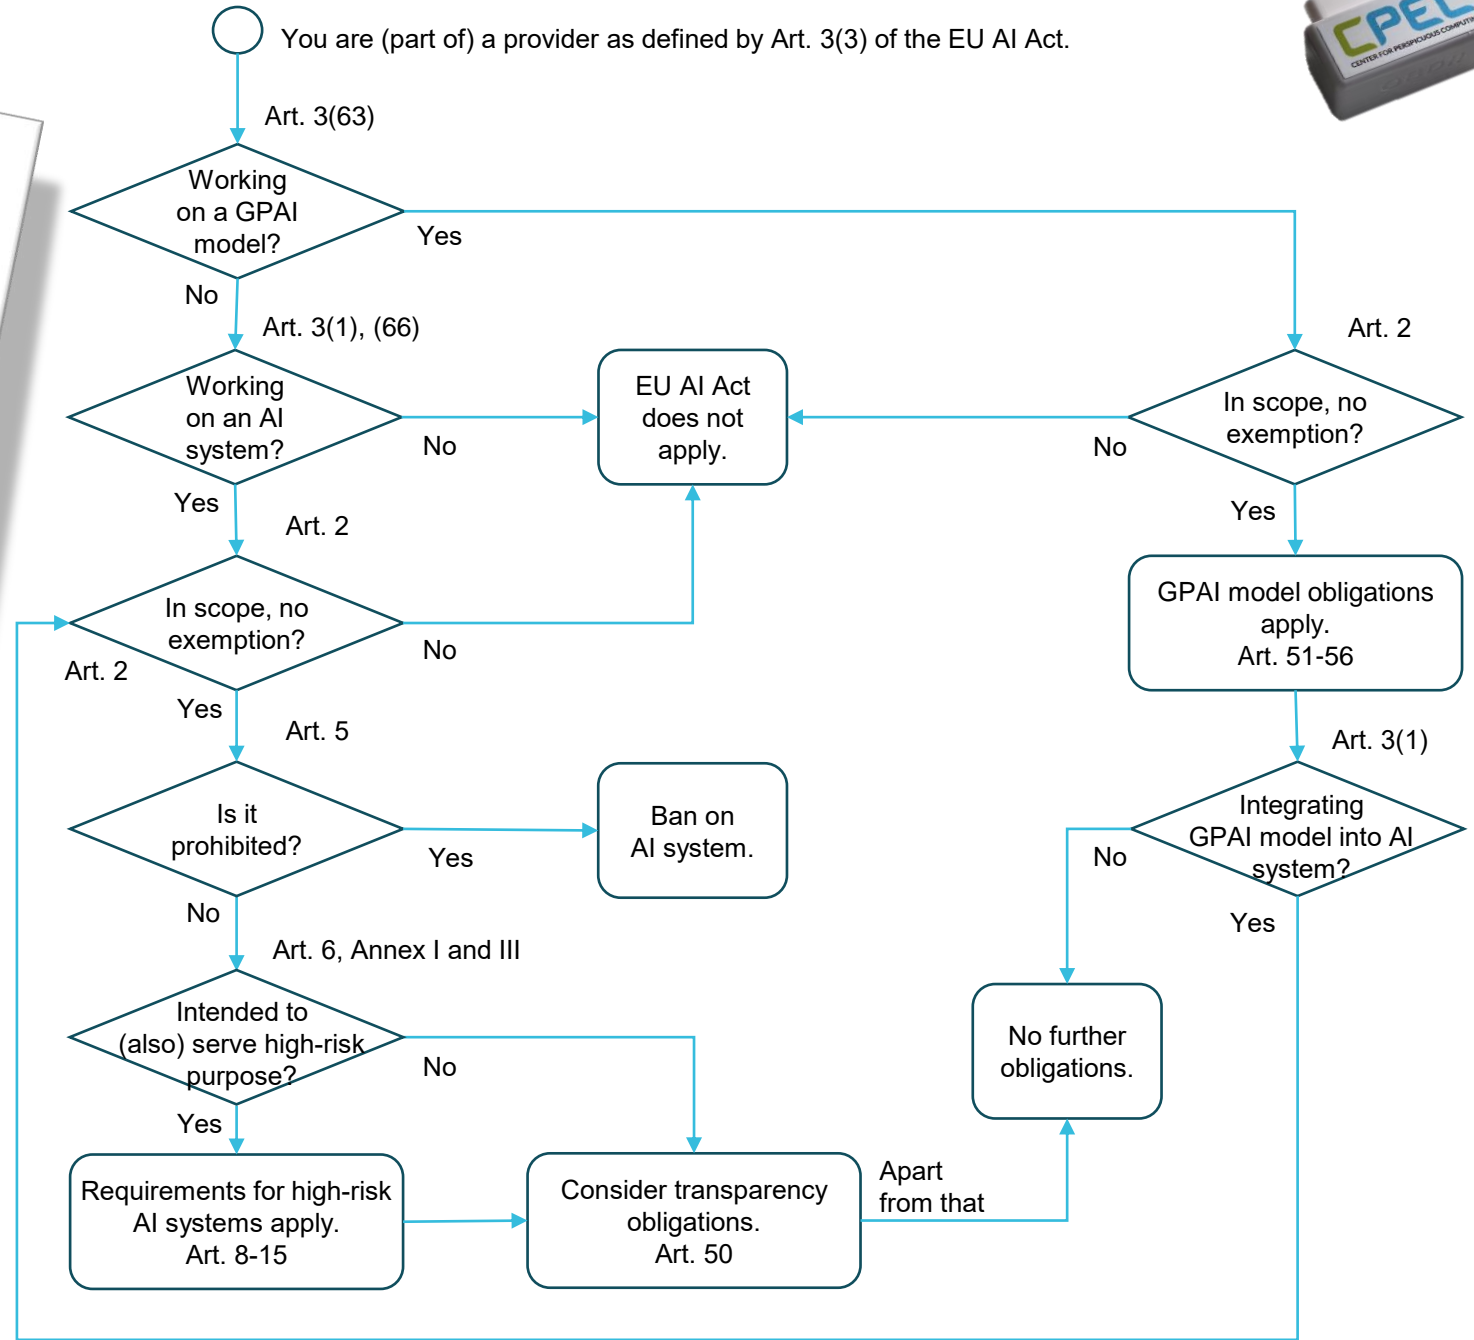 You are (part of) a provider as defined by Art. 3(3) of the EU AI Act.
CPEC
CENTER FOR PERSPICUOUS COMPUTING
Art. 3(63)
Working
on a GPAI
model?
Yes
No
Art. 3(1), (66)
Art. 2
Working
on an AI
system?
No
EU AI Act
does not
apply.
In scope, no
exemption?
No
Yes
Yes
Art. 2
In scope, no
exemption?
No
Art. 2
GPAI model obligations
apply.
Art. 51-56
Yes
Art. 5
Art. 3(1)
Is it
prohibited?
Yes
Ban on
AI system.
Integrating
GPAI model into AI
system?
No
Yes
No
Art. 6, Annex I and III
Intended to
(also) serve high-risk
purpose?
No
No further
obligations.
Yes
Requirements for high-risk
AI systems apply.
Art. 8-15
Consider transparency
obligations.
Art. 50
Apart
from that